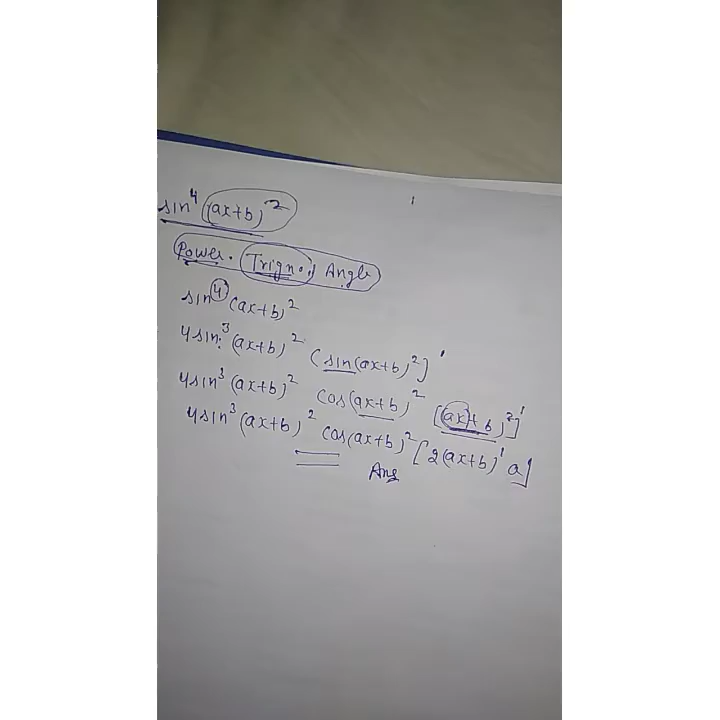 sin⁴(ax+b)²
Power. Trigno., Angle
sin⁴(ax+b)²
4sin³(ax+b)² (sin(ax+b)²)'
4sin³(ax+b)² cos(ax+b)² [(ax+b)²]'
4sin³(ax+b)² cos(ax+b)² [2(ax+b)¹ a]
Ans